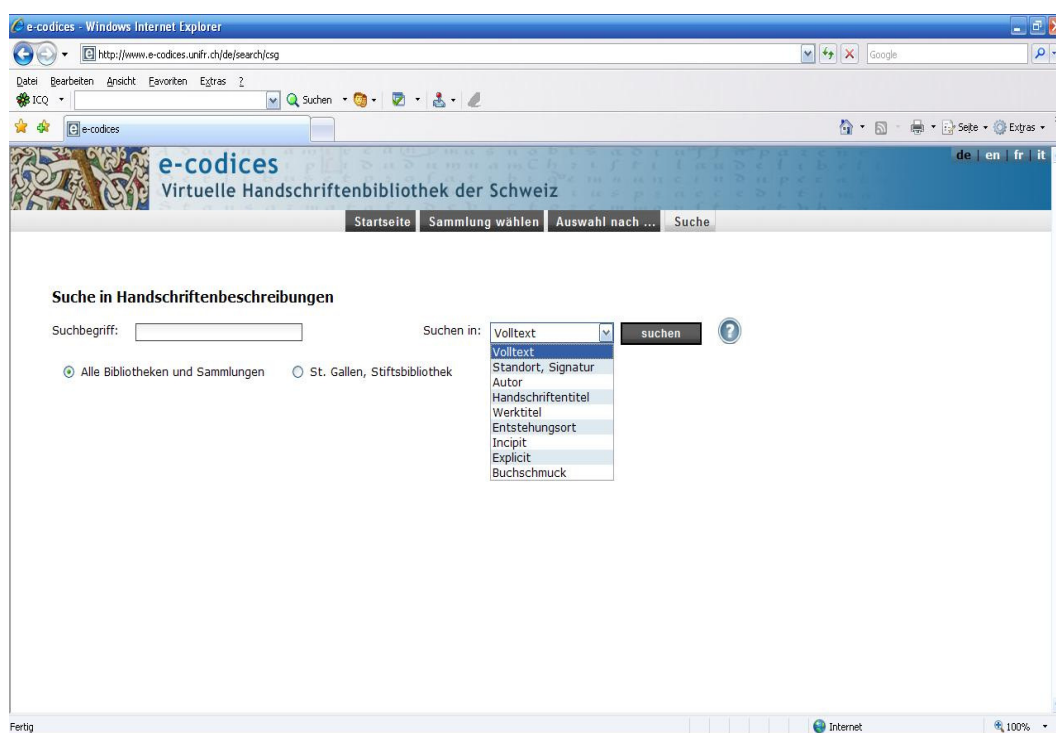 e-codices - Windows Internet Explorer
http://www.e-codices.unifr.ch/de/search/csg
Google
Datei Bearbeiten Ansicht Favoriten Extras ?
ICQ Suchen
e-codices Seite Extras
e-codices
de | en | fr | it
Virtuelle Handschriftenbibliothek der Schweiz
Startseite Sammlung wählen Auswahl nach ... Suche
Suche in Handschriftenbeschreibungen
Suchbegriff: Suchen in: Volltext suchen ?
Volltext
Alle Bibliotheken und Sammlungen St. Gallen, Stiftsbibliothek
Standort, Signatur
Autor
Handschriftentitel
Werktitel
Entstehungsort
Incipit
Explicit
Buchschmuck
Fertig Internet 100%